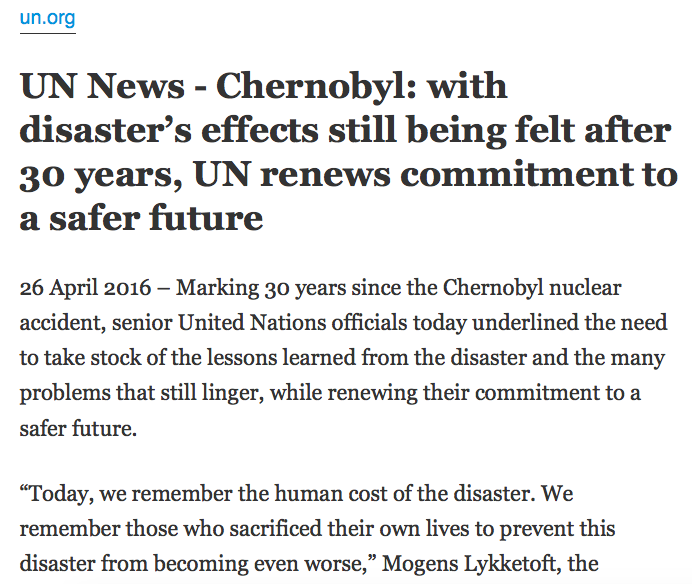 un.org
UN News - Chernobyl: with
disaster’s effects still being felt after
30 years, UN renews commitment to
a safer future
26 April 2016 – Marking 30 years since the Chernobyl nuclear
accident, senior United Nations officials today underlined the need
to take stock of the lessons learned from the disaster and the many
problems that still linger, while renewing their commitment to a
safer future.
“Today, we remember the human cost of the disaster. We
remember those who sacrificed their own lives to prevent this
disaster from becoming even worse,” Mogens Lykketoft, the